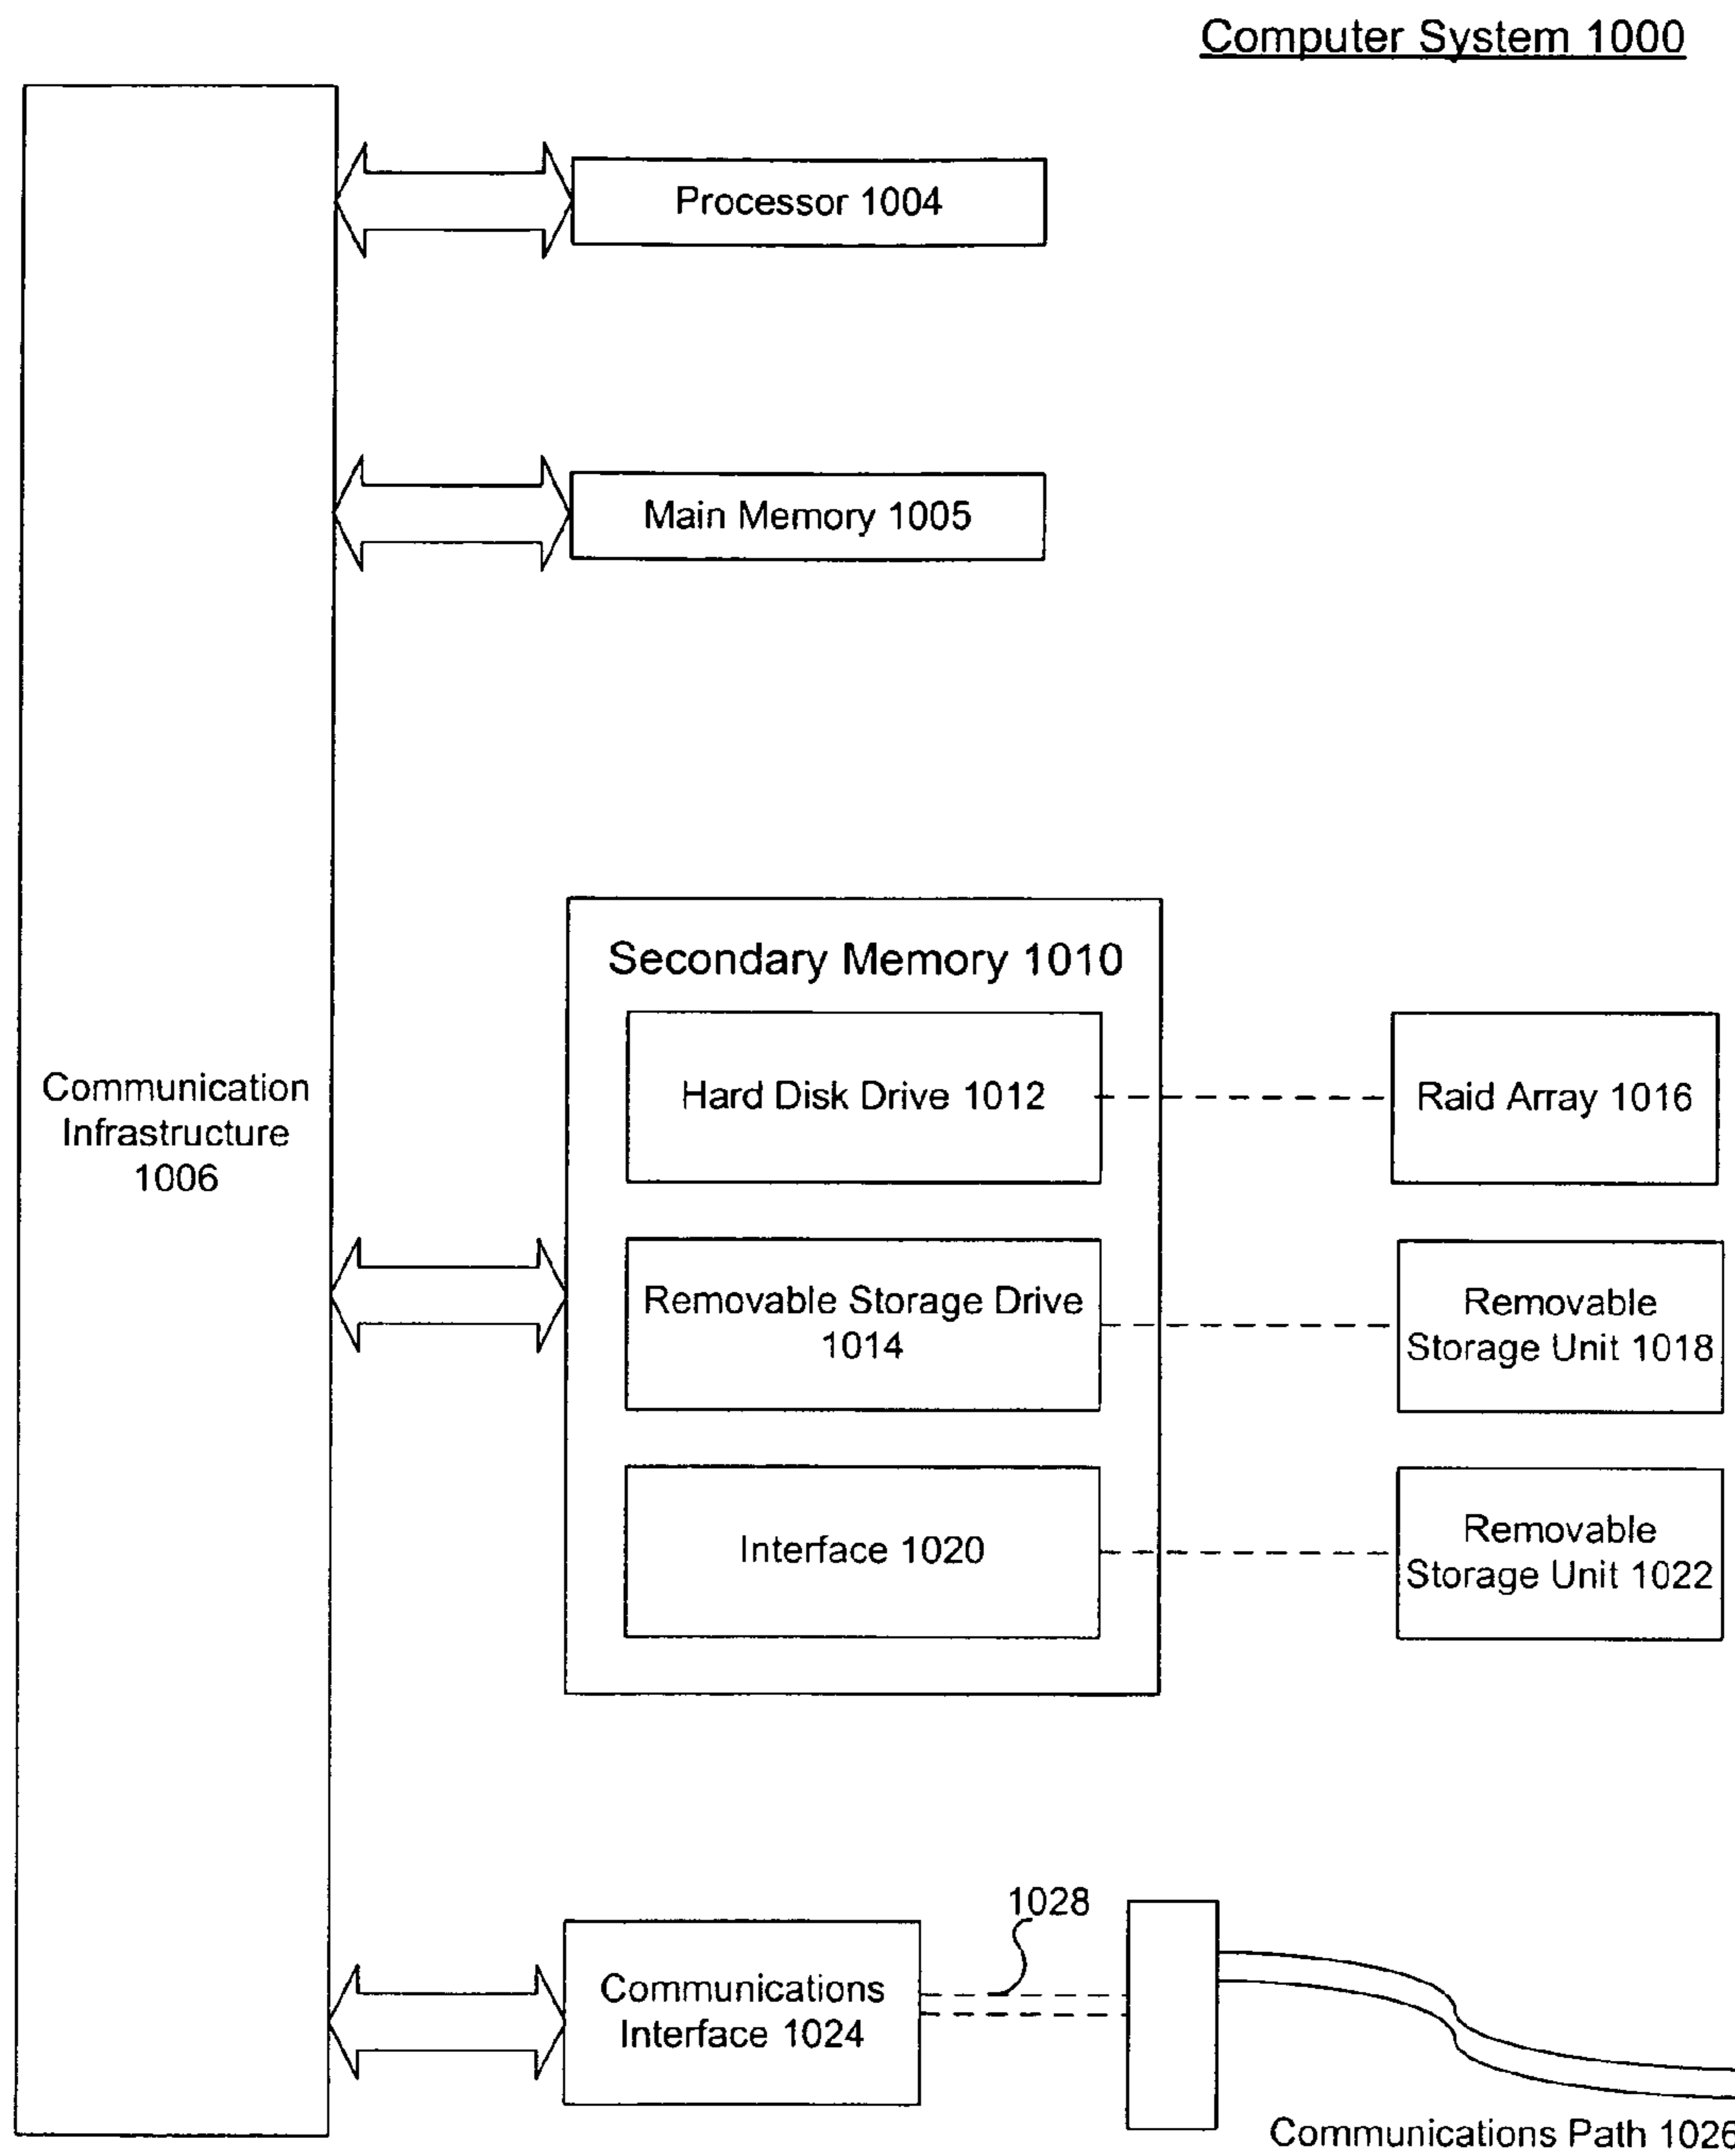 Computer System 1000
Processor 1004
Main Memory 1005
Communication
Infrastructure
1006
Secondary Memory 1010
Hard Disk Drive 1012
Raid Array 1016
Removable Storage Drive
1014
Removable
Storage Unit 1018
Interface 1020
Removable
Storage Unit 1022
1028
Communications
Interface 1024
Communications Path 1026